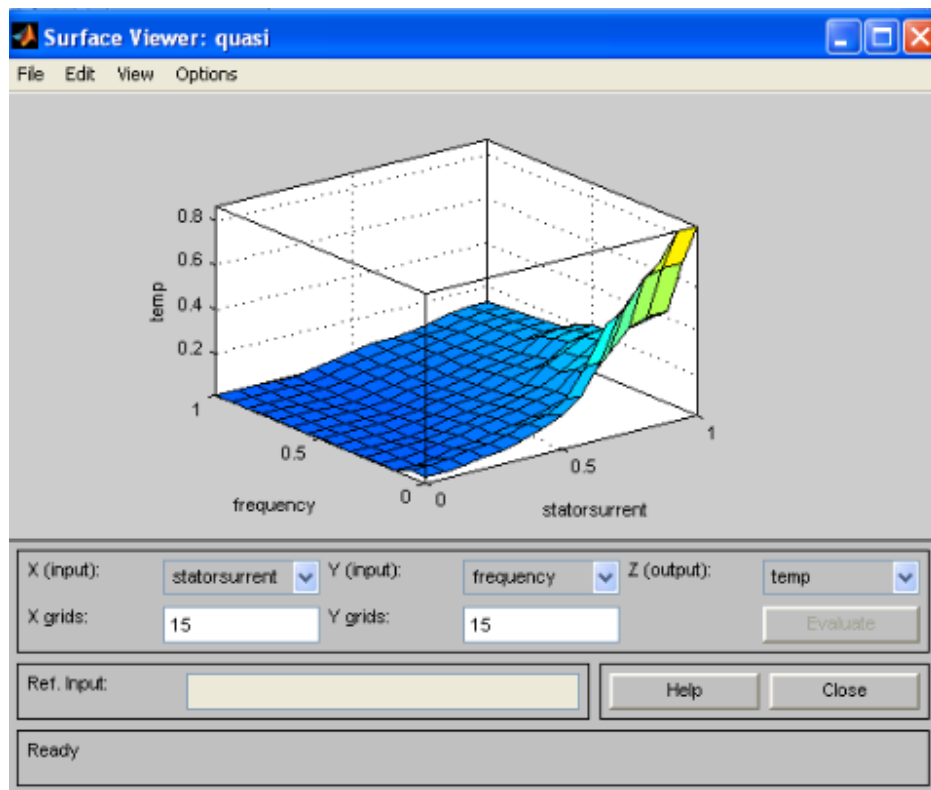 Surface Viewer: quasi
File Edit View Options
0.8
0.6
0.4
0.2
temp
1
0.5
0
frequency
0
0.5
1
statorsurrent
X (input): statorsurrent Y (input): frequency Z (output): temp
X grids: 15 Y grids: 15 Evaluate
Ref. Input: Help Close
Ready